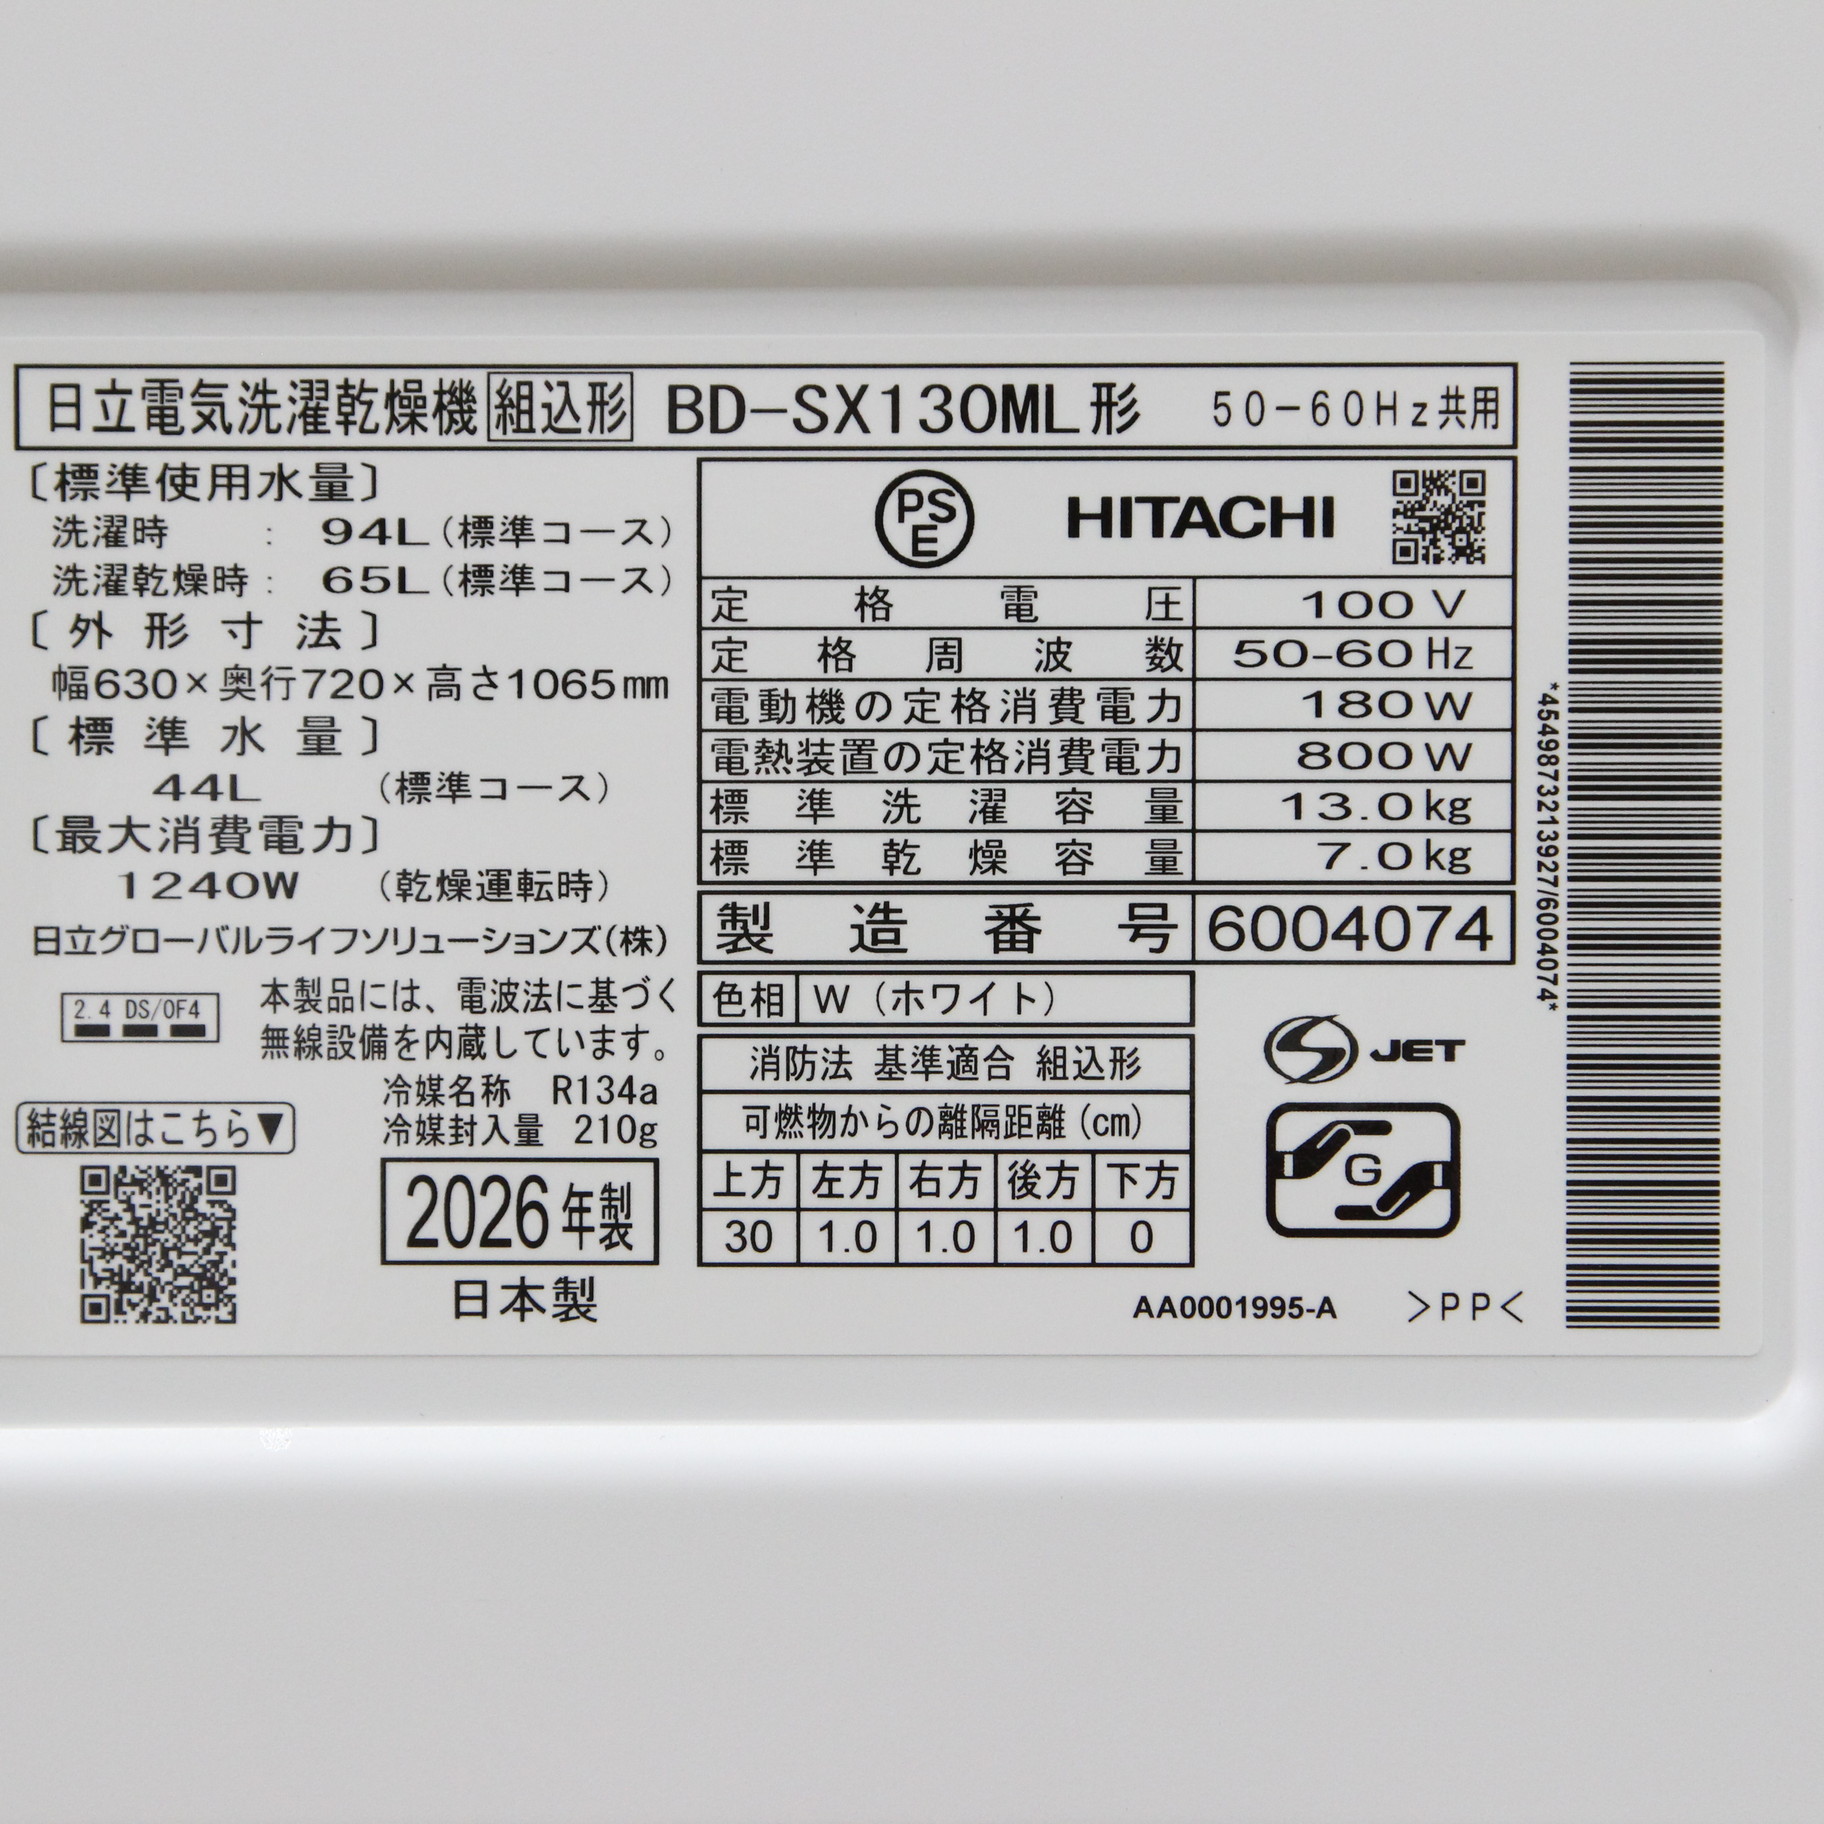 日立電気洗濯乾燥機 組込形 BD-SX130ML形 50-60Hz共用
〔標準使用水量〕
洗濯時 : 94L(標準コース)
洗濯乾燥時 : 65L(標準コース)
〔外形寸法〕
幅630×奥行720×高さ1065mm
〔標準水量〕
44L (標準コース)
〔最大消費電力〕
1240W (乾燥運転時)
日立グローバルライフソリューションズ(株)
2.4 DS/OF4
本製品には、電波法に基づく
無線設備を内蔵しています。
冷媒名称 R134a
冷媒封入量 210g
結線図はこちら▼
2026年製
日本製
PSE
HITACHI
定格電圧 100V
定格周波数 50-60Hz
電動機の定格消費電力 180W
電熱装置の定格消費電力 800W
標準洗濯容量 13.0kg
標準乾燥容量 7.0kg
製造番号 6004074
色相 W(ホワイト)
消防法 基準適合 組込形
可燃物からの離隔距離(cm)
上方 左方 右方 後方 下方
30 1.0 1.0 1.0 0
S JET
G
AA0001995-A
>PP<
*4549873213927/6004074*